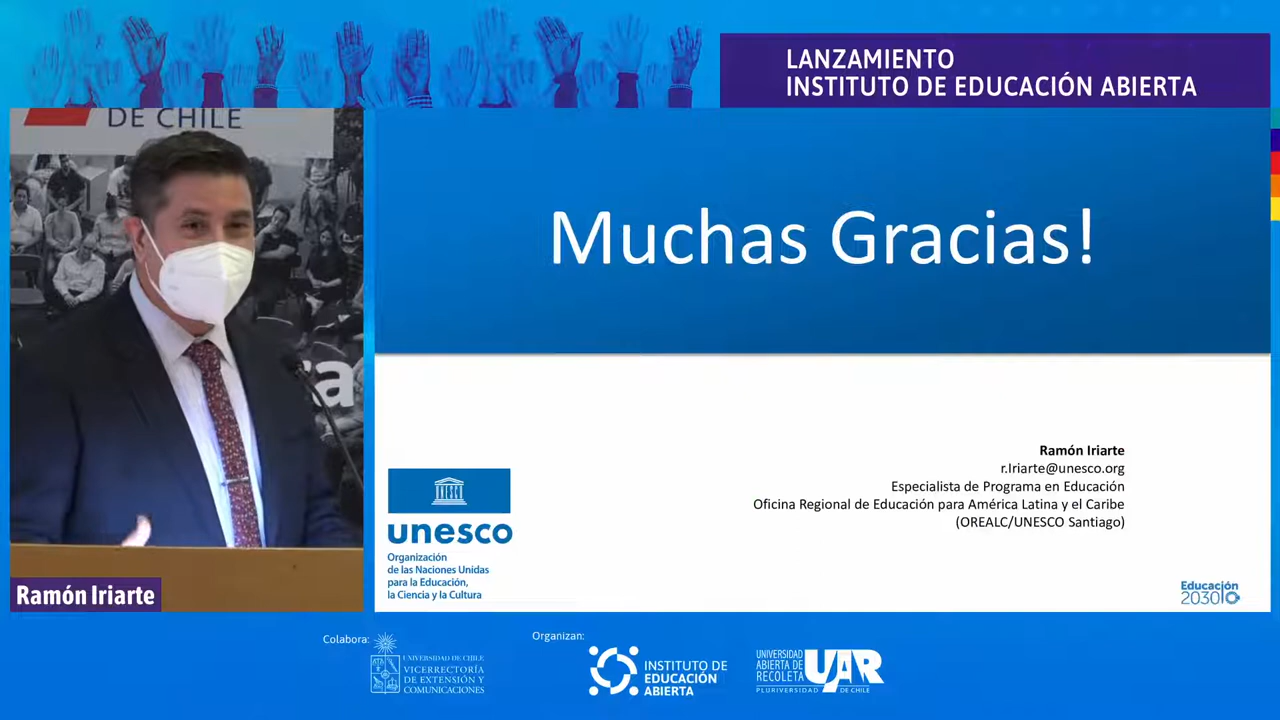 LANZAMIENTO
INSTITUTO DE EDUCACIÓN ABIERTA
DE CHILE
ra
Ramón Iriarte
Muchas Gracias!
Ramón Iriarte
r.Iriarte@unesco.org
Especialista de Programa en Educación
Oficina Regional de Educación para América Latina y el Caribe
(OREALC/UNESCO Santiago)
unesco
Organización
de las Naciones Unidas
para la Educación,
la Ciencia y la Cultura
Educación
2030
Colabora:
UNIVERSIDAD DE CHILE
VICERRECTORÍA
DE EXTENSIÓN Y
COMUNICACIONES
Organizan:
INSTITUTO DE
EDUCACIÓN
ABIERTA
UNIVERSIDAD
ABIERTA DE
RECOLETA
UAR
PLURIVERSIDAD DE CHILE